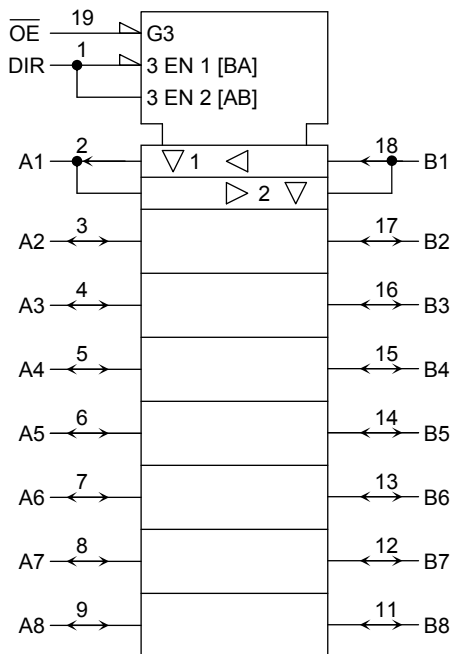 19
O̅E̅ G3
1
DIR 3 EN 1 [BA]
3 EN 2 [AB]
2 18
A1 1 B1
2
3 17
A2 B2
4 16
A3 B3
5 15
A4 B4
6 14
A5 B5
7 13
A6 B6
8 12
A7 B7
9 11
A8 B8